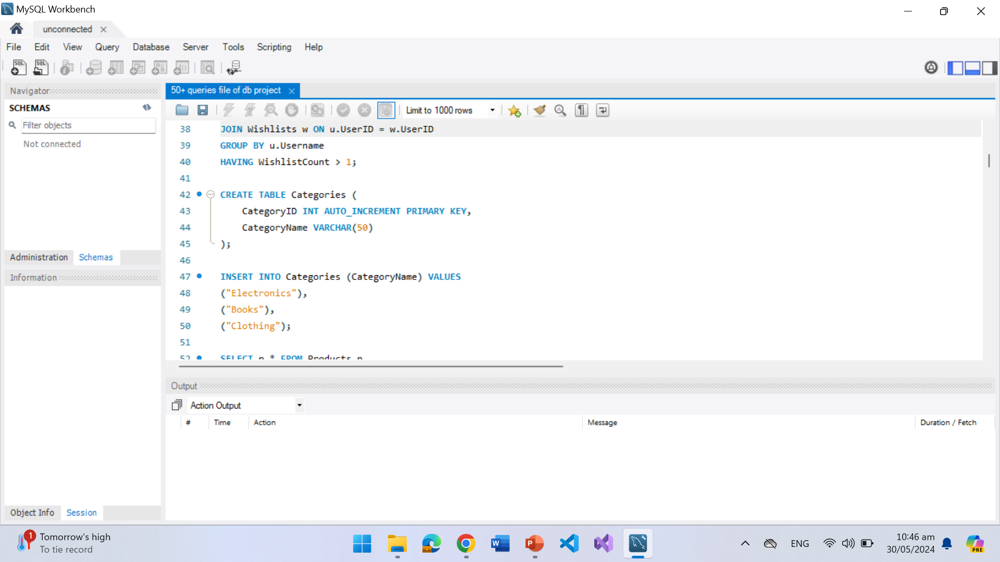 MySQL Workbench
unconnected
File Edit View Query Database Server Tools Scripting Help
SQL SQL
Navigator
SCHEMAS
Filter objects
Not connected
Administration Schemas
Information
Object Info Session
50+ queries file of db project
Limit to 1000 rows
38 JOIN Wishlists w ON u.UserID = w.UserID
39 GROUP BY u.Username
40 HAVING WishlistCount > 1;
41
42 CREATE TABLE Categories (
43 CategoryID INT AUTO_INCREMENT PRIMARY KEY,
44 CategoryName VARCHAR(50)
45 );
46
47 INSERT INTO Categories (CategoryName) VALUES
48 ("Electronics"),
49 ("Books"),
50 ("Clothing");
51
52 SELECT p.* FROM Products p
Output
Action Output
# Time Action Message Duration / Fetch
1
Tomorrow's high
To tie record
W
P
ENG
10:46 am
30/05/2024
PRE